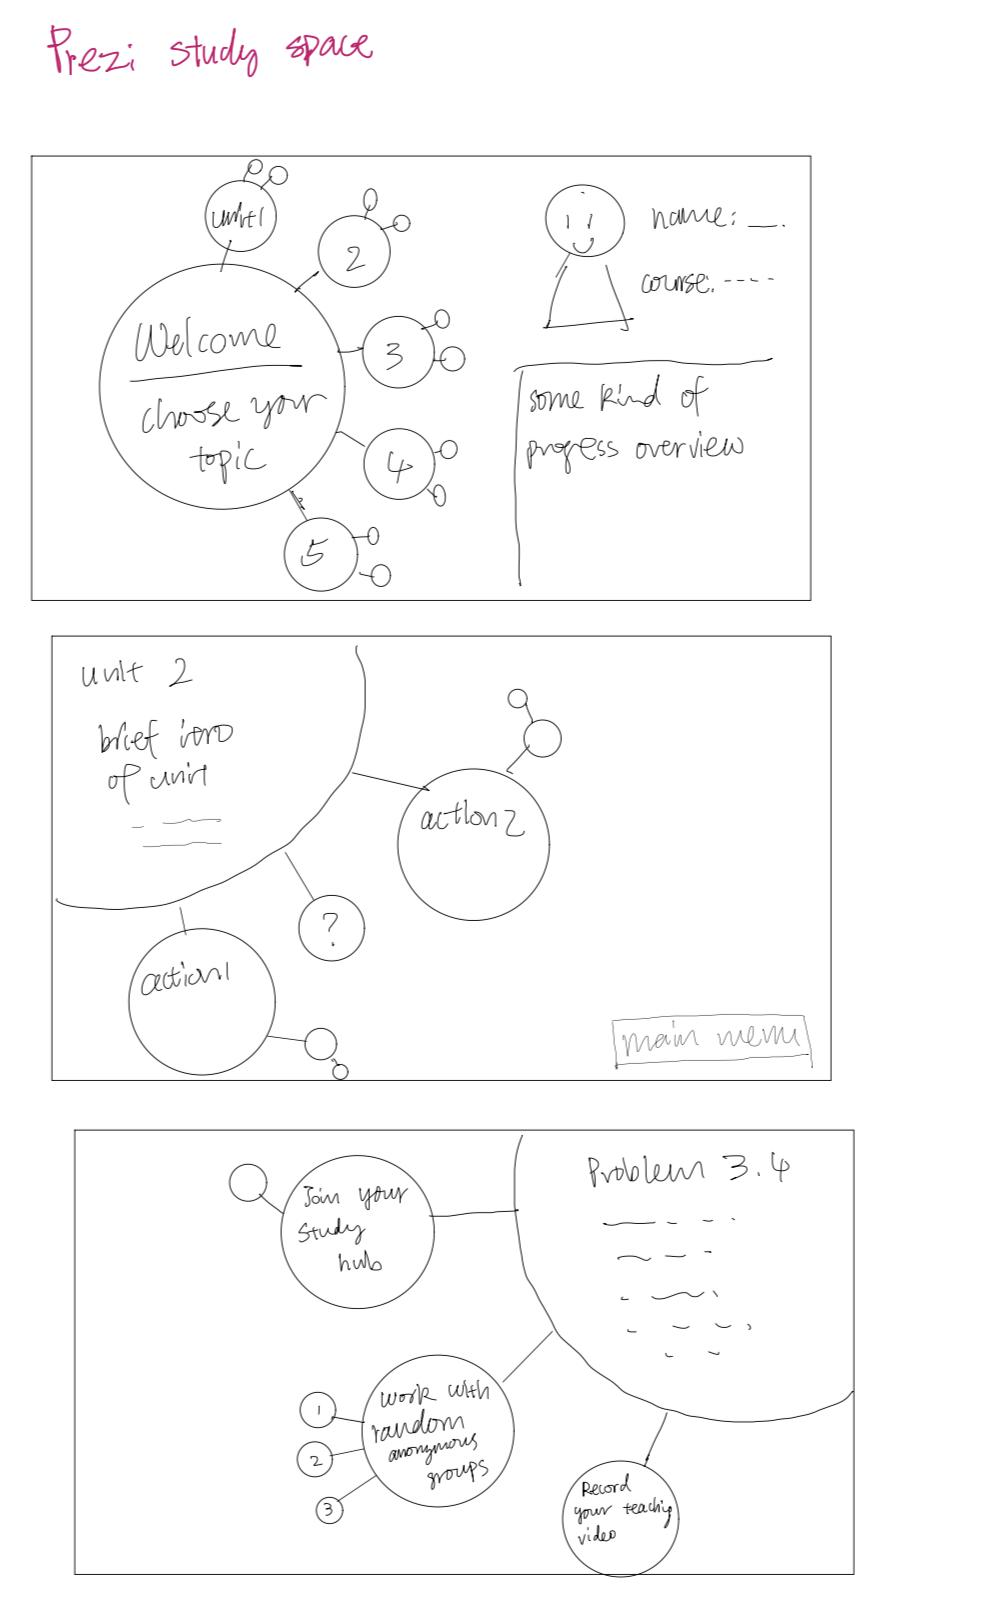 Prezi study space
unit1
2
3
4
5
Welcome
choose your
topic
name: __.
course: ----
some kind of
progress overview
unit 2
brief intro
of unit
action 2
?
action1
main menu
Problem 3.4
Join your
study
hub
work with
random
anonymous
groups
1
2
3
Record
your teaching
video